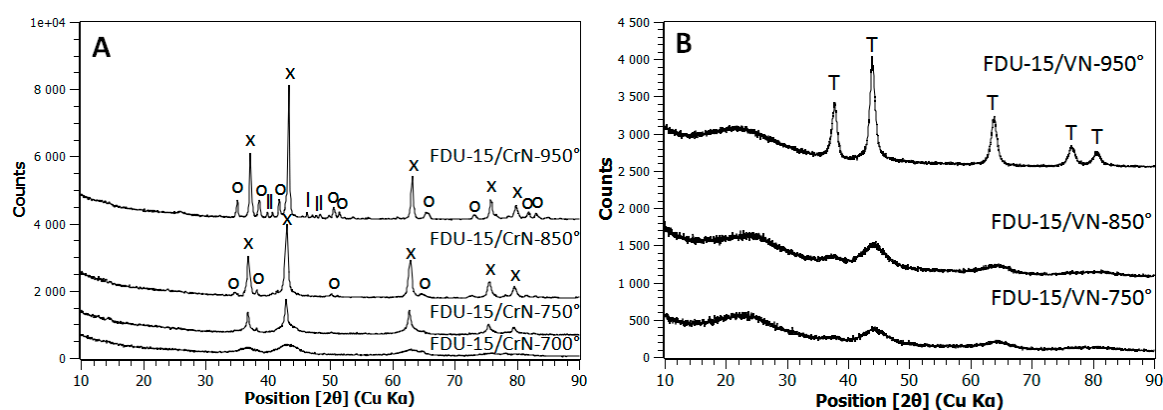 A
1e+04
8 000
6 000
4 000
2 000
0
Counts
x
x
FDU-15/CrN-950°
x
o o || o | || o o
o
x
x
o
o o
FDU-15/CrN-850°
x
x
o o
o
x
o
x
x
FDU-15/CrN-750°
FDU-15/CrN-700°
10 20 30 40 50 60 70 80 90
Position [2θ] (Cu Kα)
B
4 500
4 000
3 500
3 000
2 500
2 000
1 500
1 000
500
0
Counts
FDU-15/VN-950°
T
T
T
T
T
FDU-15/VN-850°
FDU-15/VN-750°
10 20 30 40 50 60 70 80 90
Position [2θ] (Cu Kα)